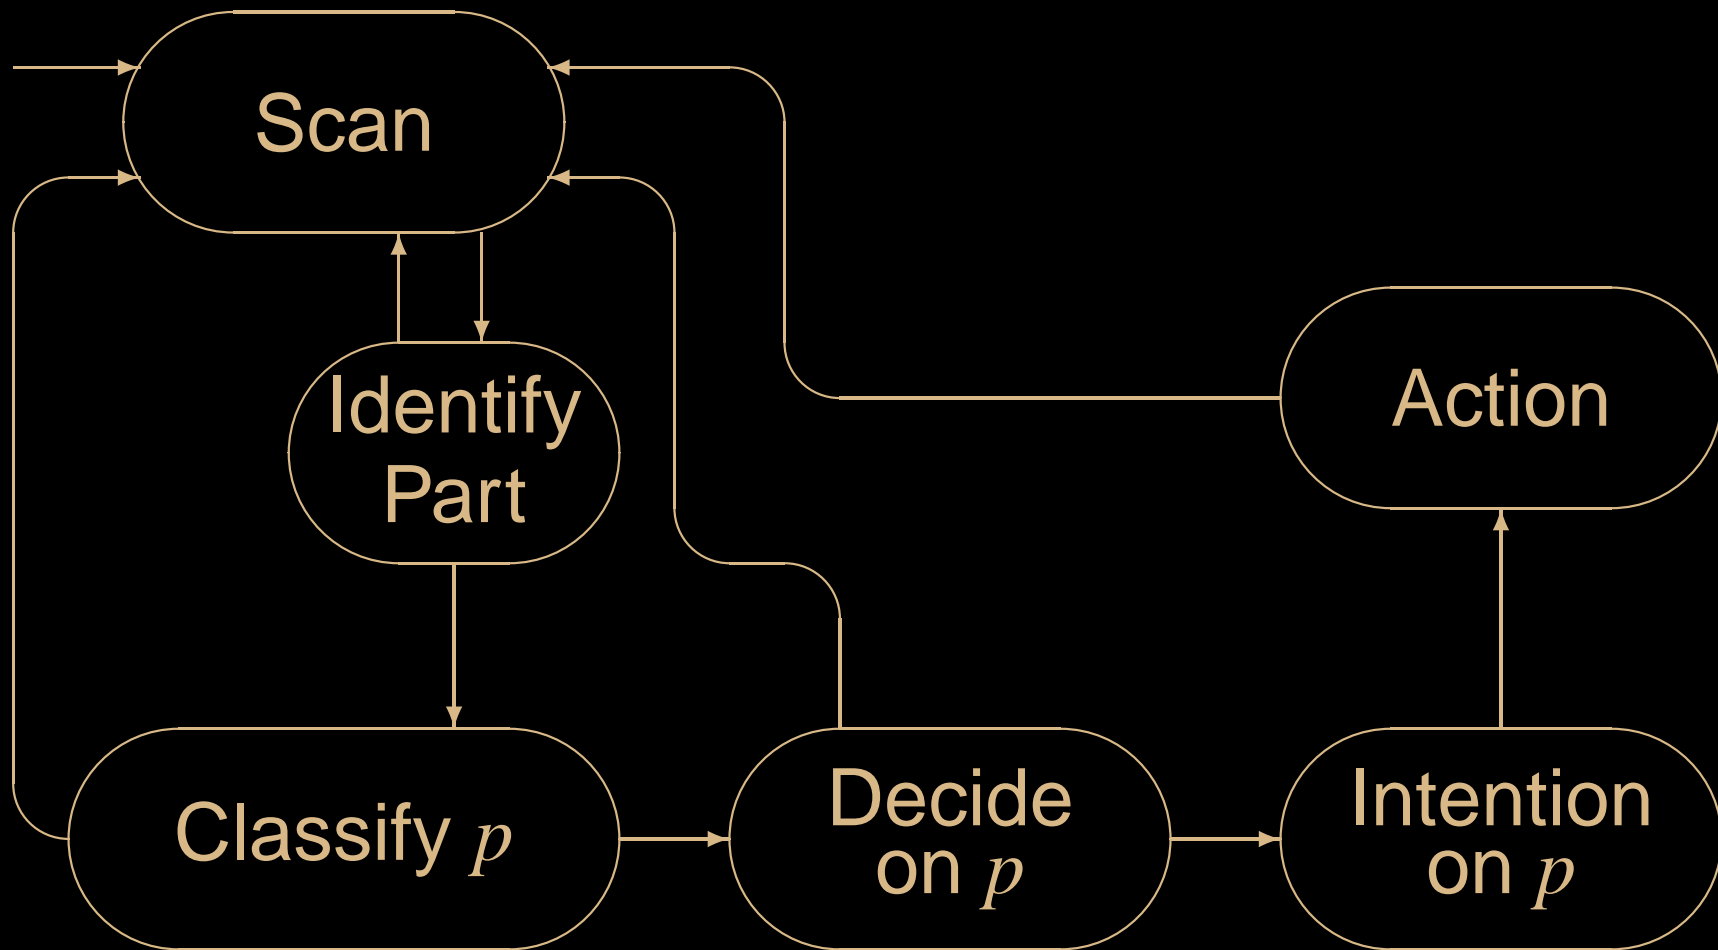 Scan
Identify
Part
Action
Classify p
Decide
on p
Intention
on p